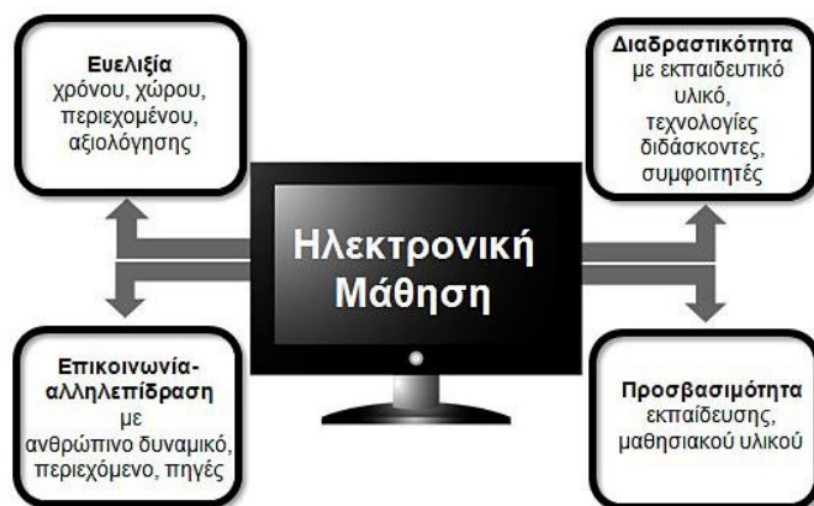 Ευελιξία
χρόνου, χώρου,
περιεχομένου,
αξιολόγησης
Διαδραστικότητα
με εκπαιδευτικό
υλικό,
τεχνολογίες
διδάσκοντες,
συμφοιτητές
Ηλεκτρονική
Μάθηση
Επικοινωνία-
αλληλεπίδραση
με
ανθρώπινο δυναμικό,
περιεχόμενο, πηγές
Προσβασιμότητα
εκπαίδευσης,
μαθησιακού υλικού